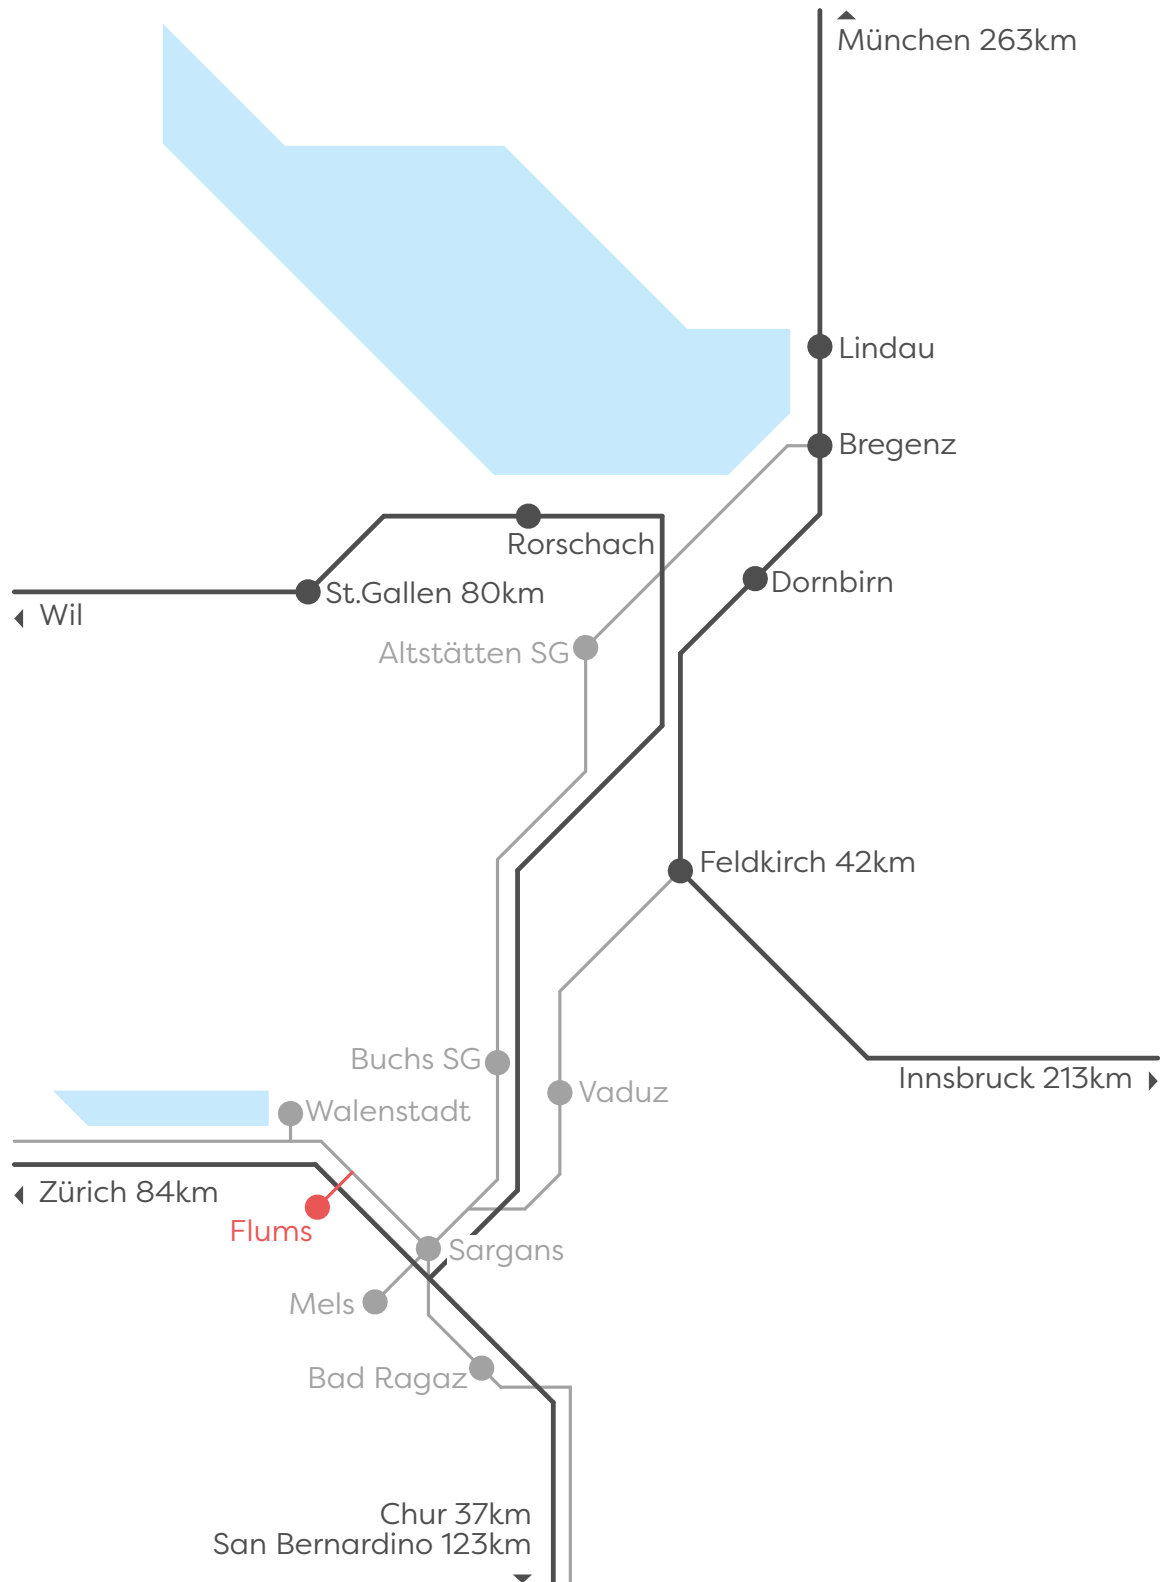 München 263km
Lindau
Bregenz
Rorschach
Dornbirn
St.Gallen 80km
Wil
Altstätten SG
Feldkirch 42km
Buchs SG
Innsbruck 213km
Vaduz
Walenstadt
Zürich 84km
Flums
Sargans
Mels
Bad Ragaz
Chur 37km
San Bernardino 123km